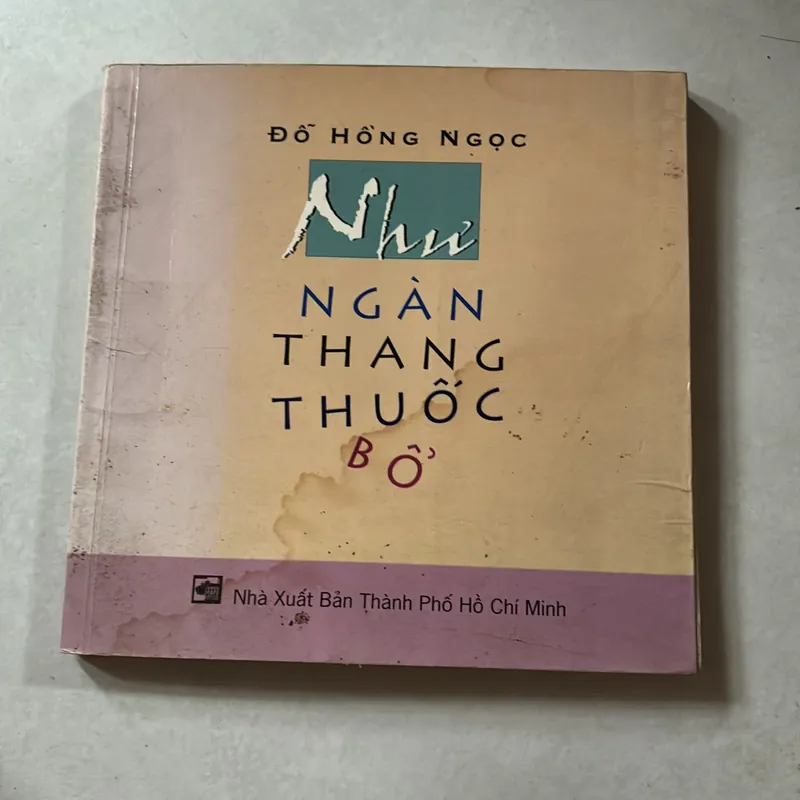 ĐỖ HỒNG NGỌC
Như
NGÀN
THANG
THUỐC
BỔ
Nhà Xuất Bản Thành Phố Hồ Chí Minh